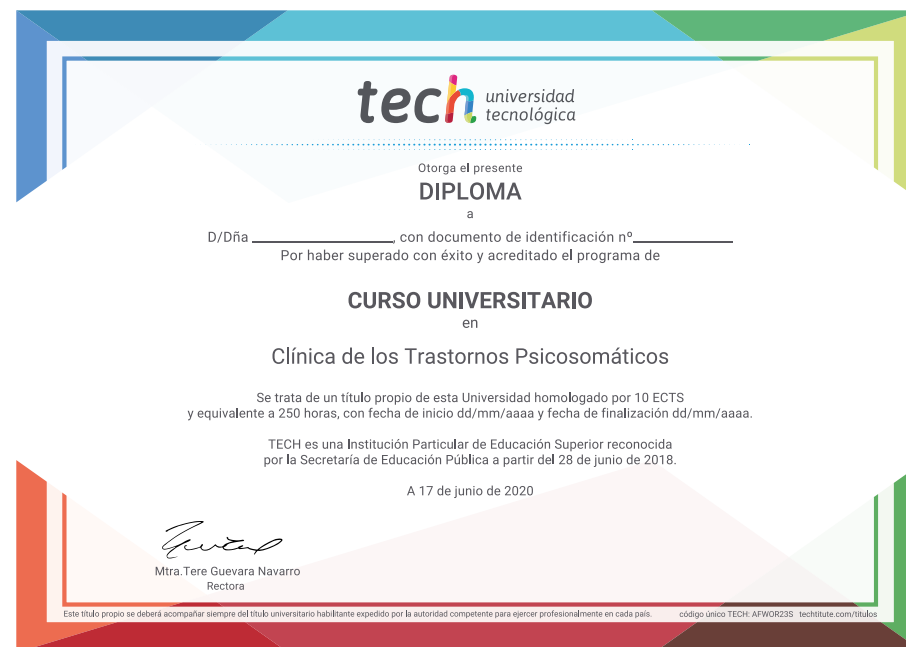 tech universidad
tecnológica
Otorga el presente
DIPLOMA
a
D/Dña ____________________, con documento de identificación nº______________
Por haber superado con éxito y acreditado el programa de
CURSO UNIVERSITARIO
en
Clínica de los Trastornos Psicosomáticos
Se trata de un título propio de esta Universidad homologado por 10 ECTS
y equivalente a 250 horas, con fecha de inicio dd/mm/aaaa y fecha de finalización dd/mm/aaaa.
TECH es una Institución Particular de Educación Superior reconocida
por la Secretaría de Educación Pública a partir del 28 de junio de 2018.
A 17 de junio de 2020
Mtra.Tere Guevara Navarro
Rectora
Este título propio se deberá acompañar siempre del título universitario habilitante expedido por la autoridad competente para ejercer profesionalmente en cada país. código único TECH: AFWOR23S techtitute.com/títulos